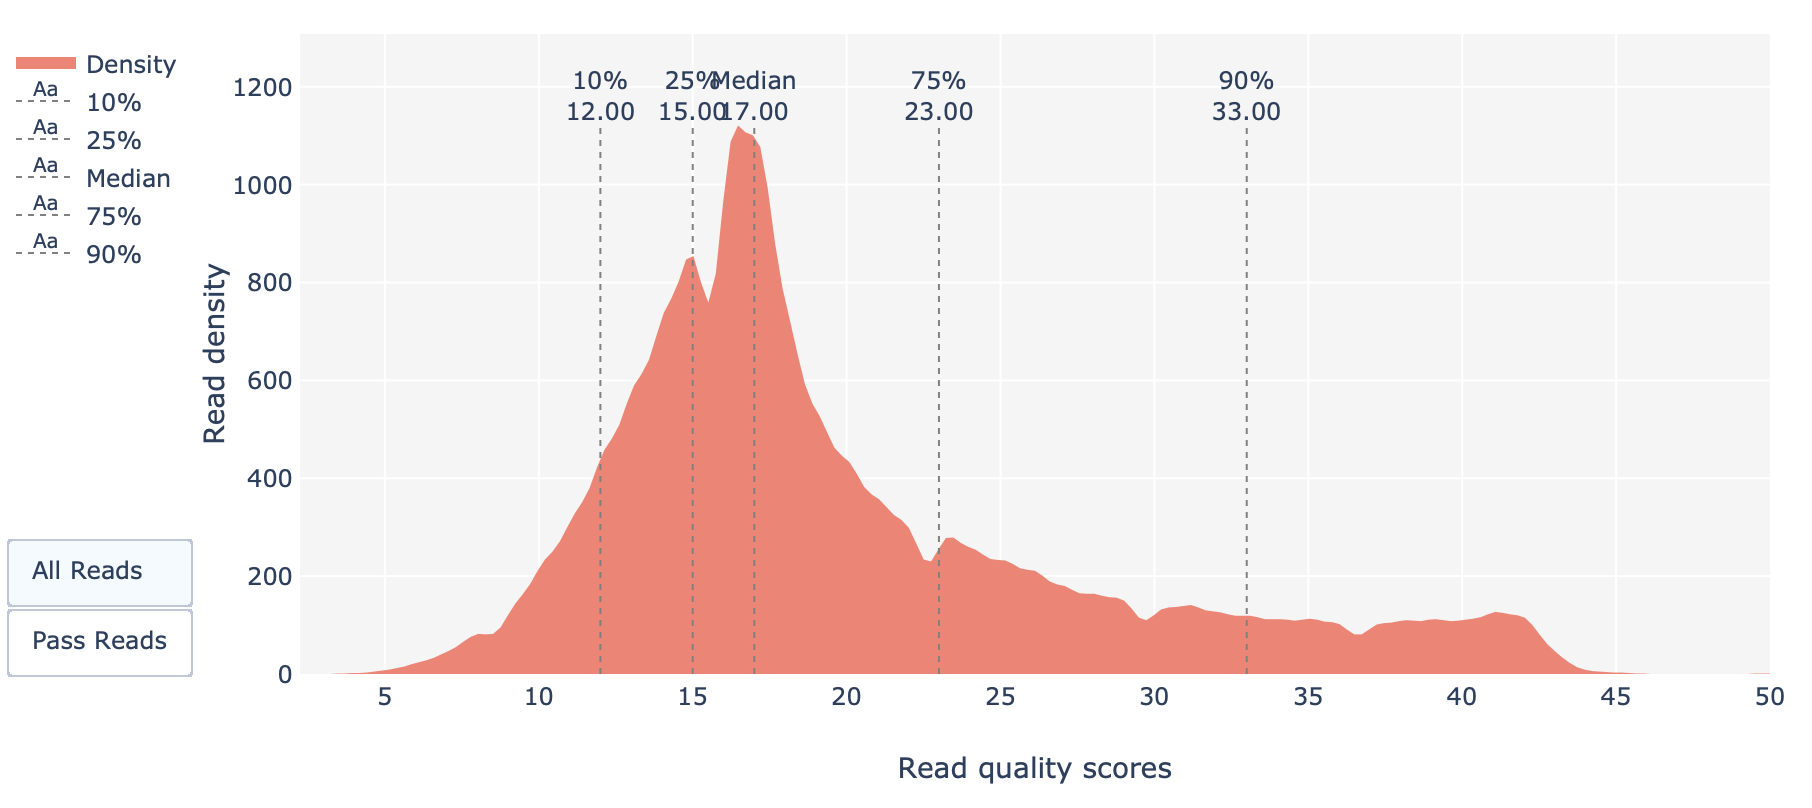 Density
Aa
10%
Aa
25%
Aa
Median
Aa
75%
Aa
90%
All Reads
Pass Reads
Read density
1200
1000
800
600
400
200
0
10%
12.00
25%
15.00
Median
17.00
75%
23.00
90%
33.00
5 10 15 20 25 30 35 40 45 50
Read quality scores